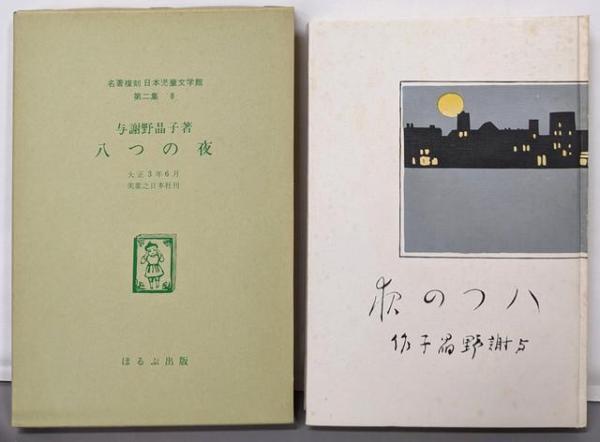 名著複刻 日本児童文学館
第二集 8
与謝野晶子著
八つの夜
大正3年6月
実業之日本社刊
ほるぷ出版
八つの夜
与謝野晶子作